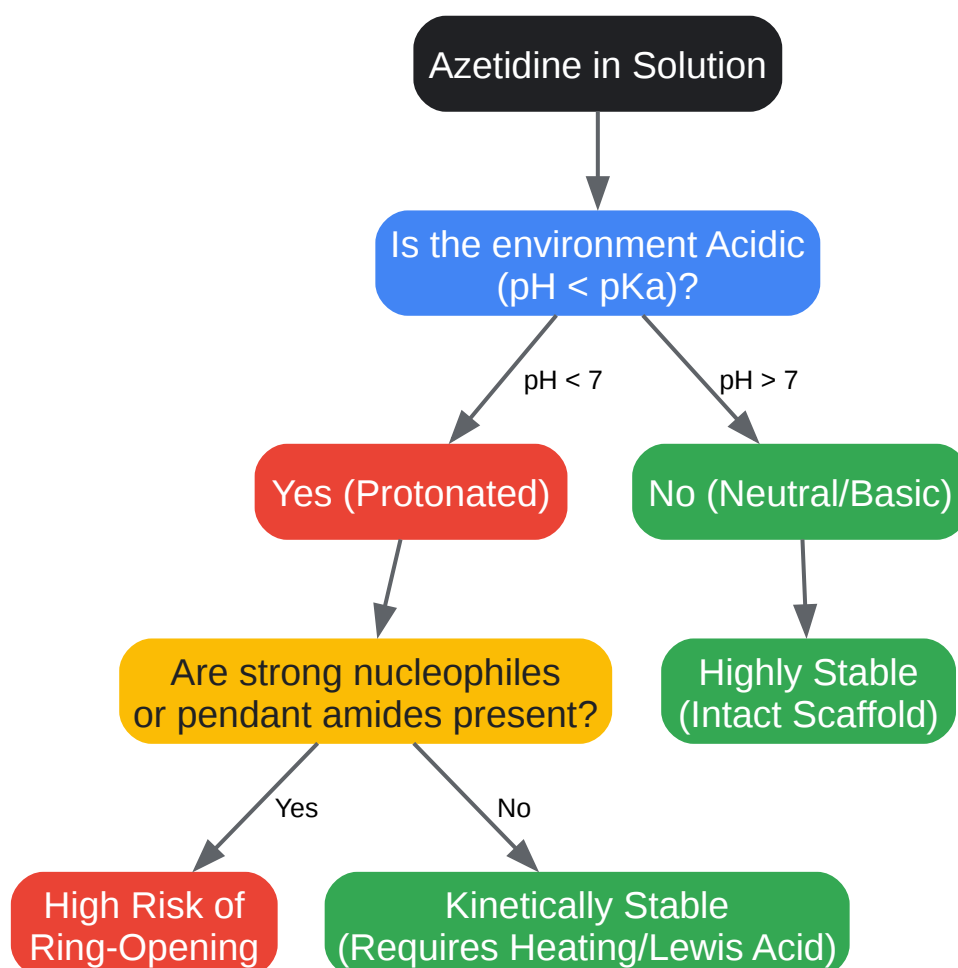 Azetidine in Solution
Is the environment Acidic
(pH < pKa)?
pH < 7
pH > 7
Yes (Protonated)
No (Neutral/Basic)
Are strong nucleophiles
or pendant amides present?
Highly Stable
(Intact Scaffold)
Yes
No
High Risk of
Ring-Opening
Kinetically Stable
(Requires Heating/Lewis Acid)